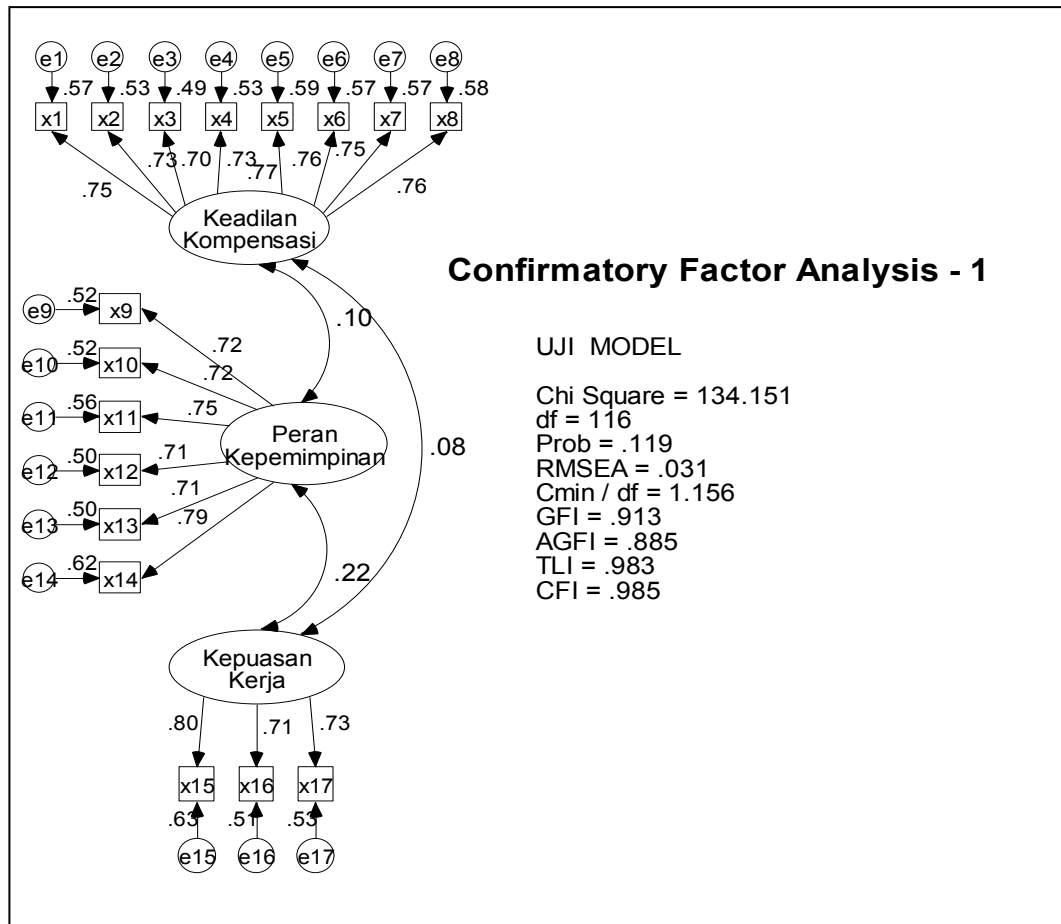 e1 e2 e3 e4 e5 e6 e7 e8
.57 .53 .49 .53 .59 .57 .57 .58
x1 x2 x3 x4 x5 x6 x7 x8
.75 .73 .70 .73 .77 .76 .75 .76
Keadilan
Kompensasi
Confirmatory Factor Analysis - 1
e9 .52 x9 .72
.10
e10 .52 x10 .72
e11 .56 x11 .75
e12 .50 x12 .71
e13 .50 x13 .71
e14 .62 x14 .79
Peran
Kepemimpinan
.08
.22
UJI MODEL
Chi Square = 134.151
df = 116
Prob = .119
RMSEA = .031
Cmin / df = 1.156
GFI = .913
AGFI = .885
TLI = .983
CFI = .985
Kepuasan
Kerja
.80 .71 .73
x15 x16 x17
.63 .51 .53
e15 e16 e17